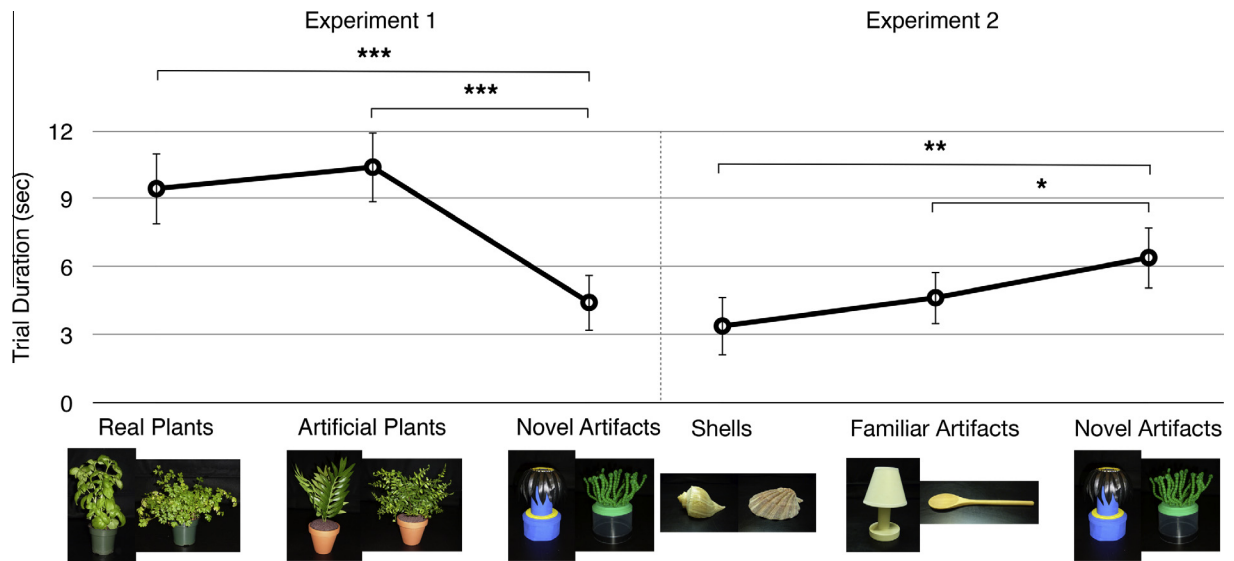 Experiment 1
Experiment 2
***
***
**
*
Trial Duration (sec)
12
9
6
3
0
Real Plants
Artificial Plants
Novel Artifacts
Shells
Familiar Artifacts
Novel Artifacts